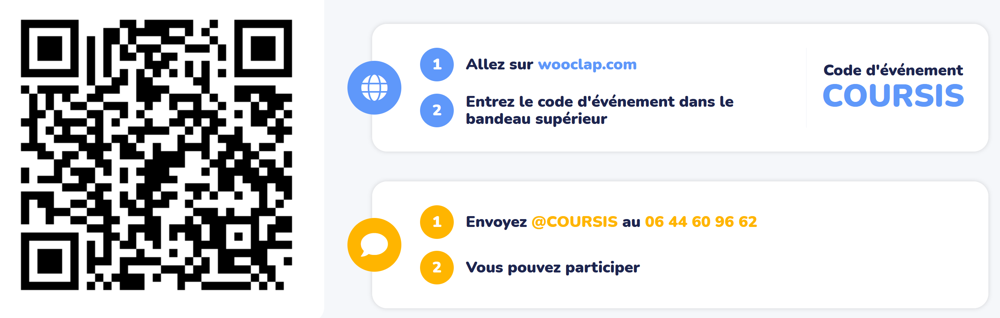 1 Allez sur wooclap.com
2 Entrez le code d'événement dans le
bandeau supérieur
Code d'événement
COURSIS
1 Envoyez @COURSIS au 06 44 60 96 62
2 Vous pouvez participer